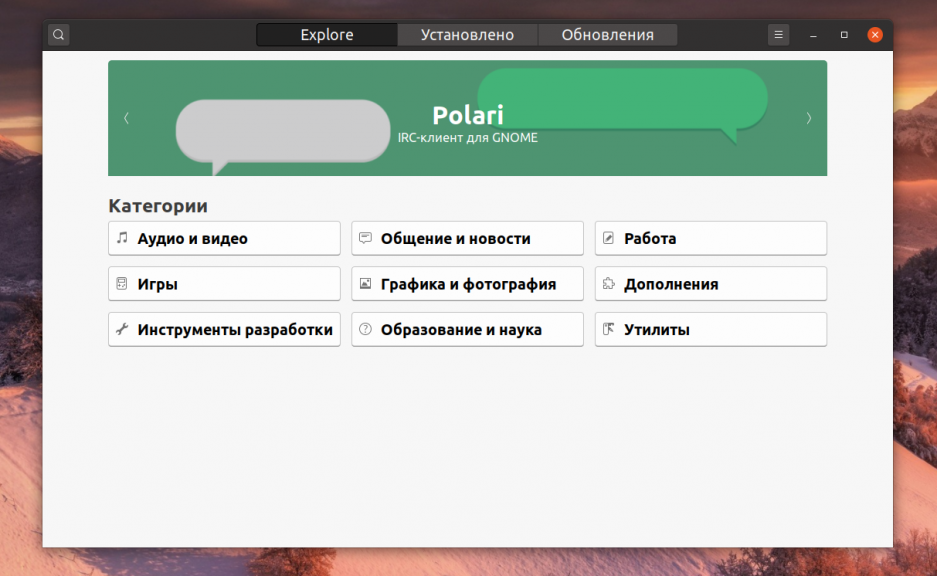 Explore Установлено Обновления
Polari
IRC-клиент для GNOME
Категории
Аудио и видео Общение и новости Работа
Игры Графика и фотография Дополнения
Инструменты разработки Образование и наука Утилиты